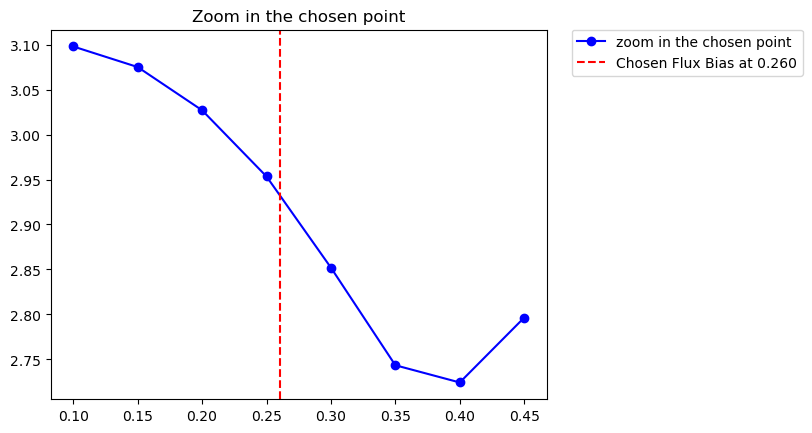 Zoom in the chosen point
zoom in the chosen point
Chosen Flux Bias at 0.260
3.10
3.05
3.00
2.95
2.90
2.85
2.80
2.75
0.10 0.15 0.20 0.25 0.30 0.35 0.40 0.45